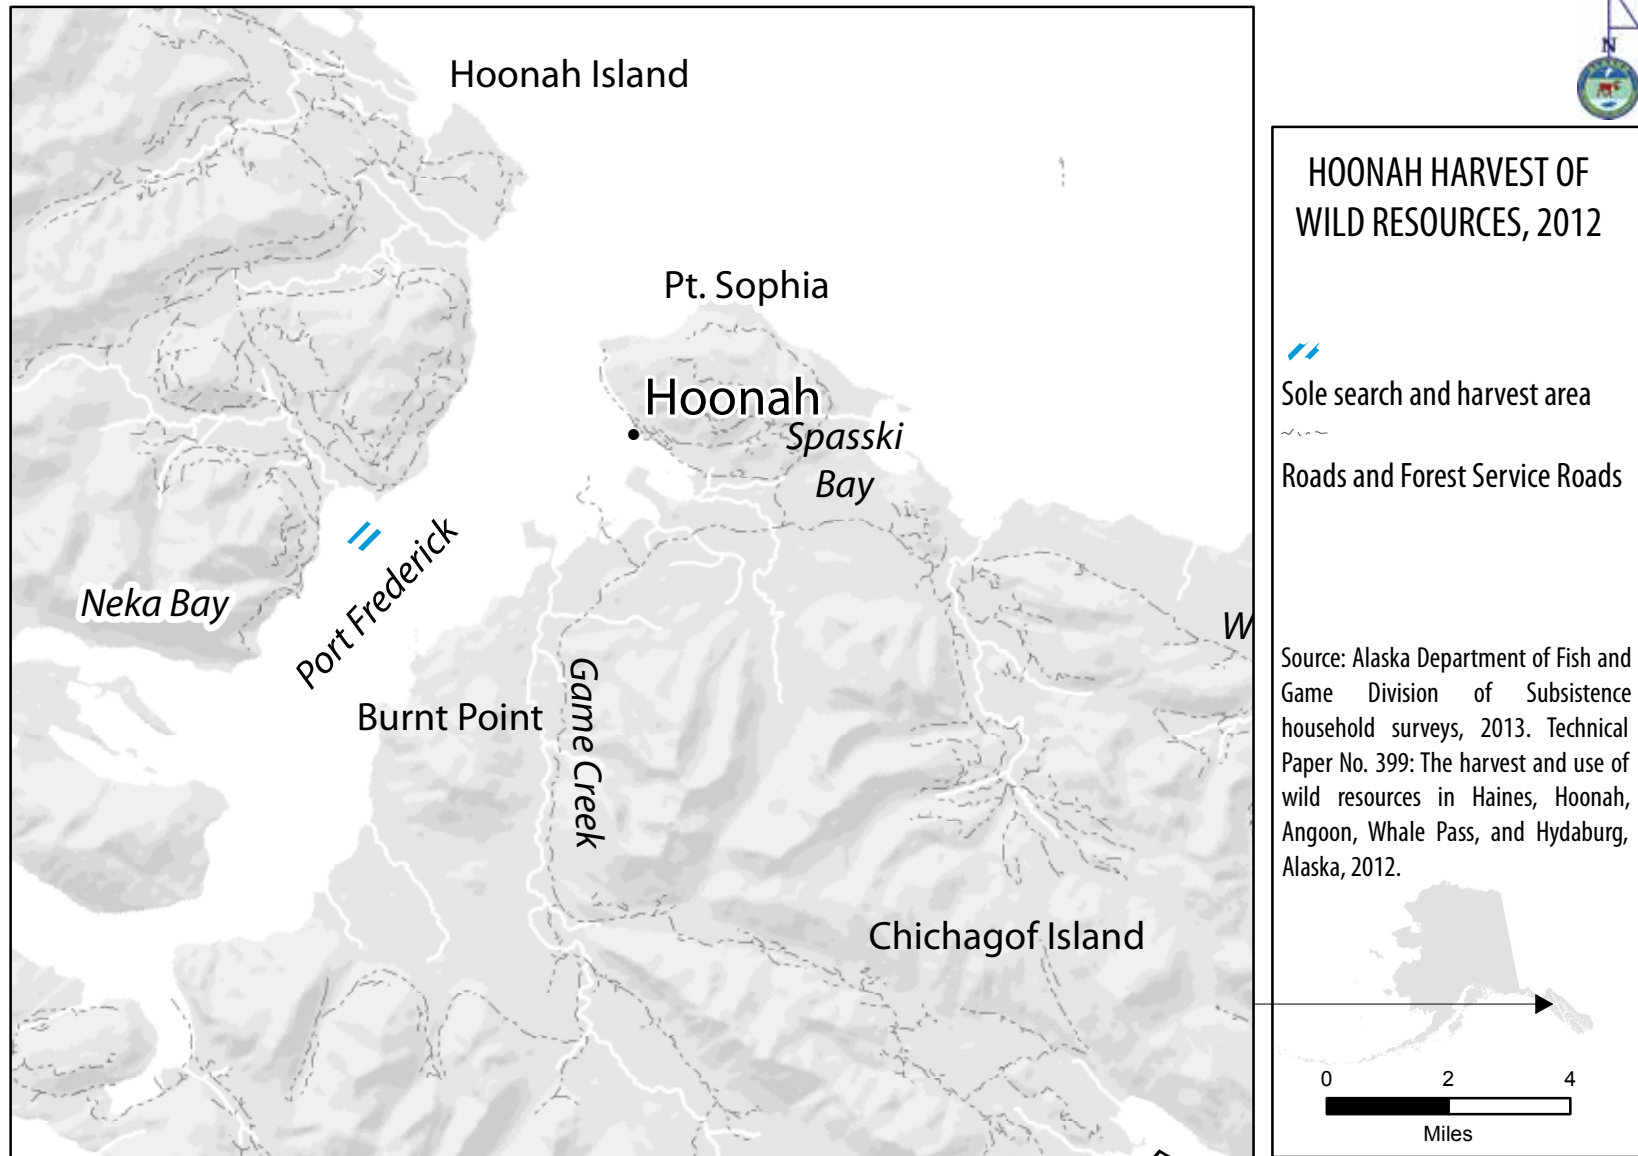 Hoonah Island
Pt. Sophia
Hoonah
Spasski
Bay
Port Frederick
Neka Bay
W
Burnt Point
Game Creek
Chichagof Island
N
HOONAH HARVEST OF
WILD RESOURCES, 2012
Sole search and harvest area
Roads and Forest Service Roads
Source: Alaska Department of Fish and
Game Division of Subsistence
household surveys, 2013. Technical
Paper No. 399: The harvest and use of
wild resources in Haines, Hoonah,
Angoon, Whale Pass, and Hydaburg,
Alaska, 2012.
0 2 4
Miles